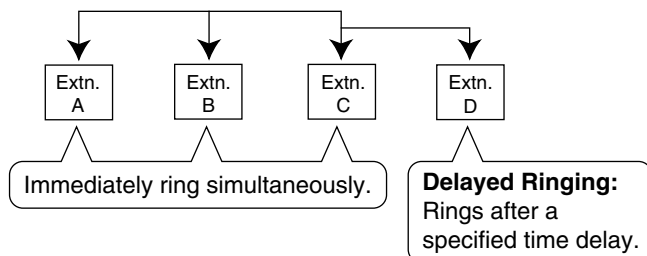 Extn.
A
Extn.
B
Extn.
C
Extn.
D
Immediately ring simultaneously.
Delayed Ringing:
Rings after a
specified time delay.